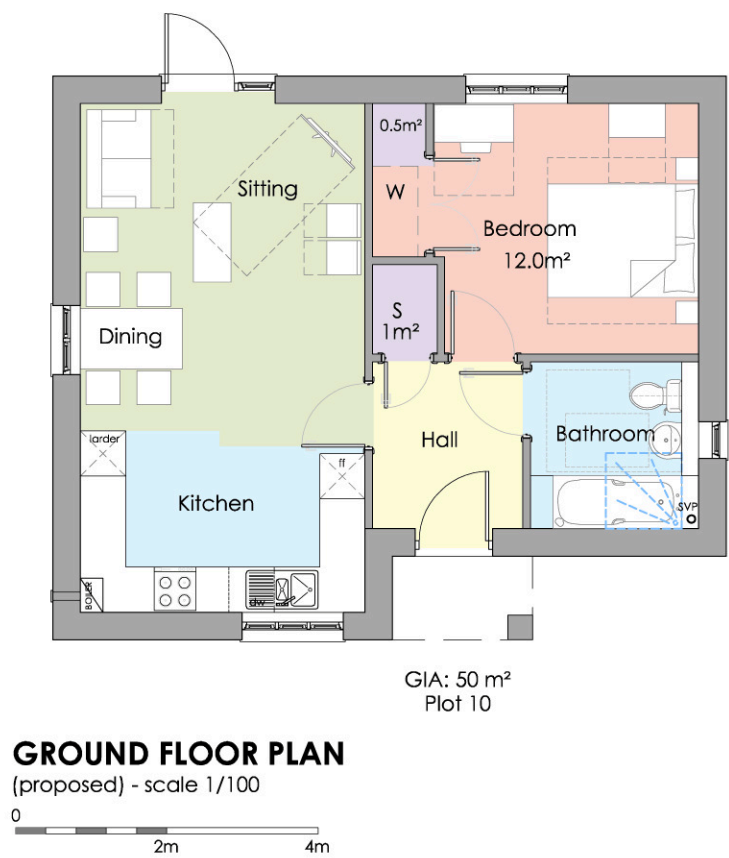 0.5m²
Sitting
W
Bedroom
12.0m²
S
1m²
Dining
larder
Hall
Bathroom
ff
Kitchen
SVP
BOILER
dw
GIA: 50 m²
Plot 10
GROUND FLOOR PLAN
(proposed) - scale 1/100
0
2m
4m